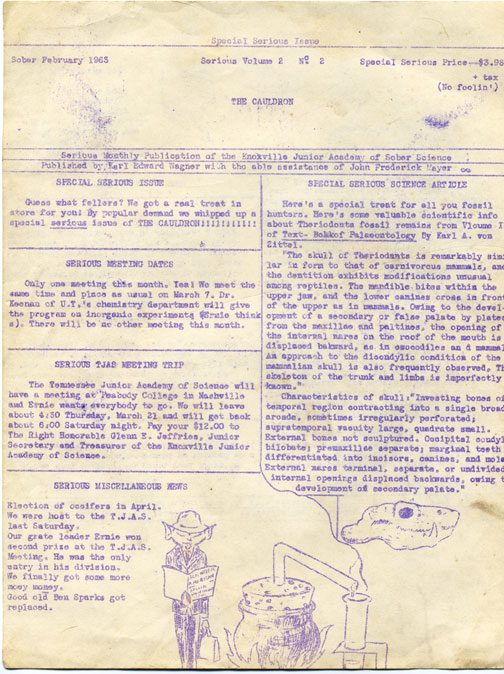 Special Serious Issue
Sober February 1963 Serious Volume 2 Nº 2 Special Serious Price—$3.98
+ tax
(No foolin')
THE CAULDRON
Serious Monthly Publication of the Knoxville Junior Academy of Sober Science
Published by Karl Edward Wagner with the able assistance of John Frederick Mayer
SPECIAL SERIOUS ISSUE
Guess what fellers? We got a real treat in
store for you! By popular demand we whipped up a
special serious issue of THE CAULDRON!!!!!!!!!!!
&
SERIOUS MEETING DATES
Only one meeting this month. Yea! We meet the
same time and place as usual on March 7. Dr.
Keenan of U.T.'s chemistry department will give
the program on inorganic experiments (Ernie think
s). There will be no other meeting this month.
SERIOUS TJAS MEETING TRIP
The Tennessee Junior Academy of Science will
have a meeting at Peabody College in Nashville
and Ernie wants everybody to go. We will leave
about 4:30 Thursday, March 21 and will get back
about 6:00 Saturday night. Pay your $12.00 to
The Right Honorable Glenn E. Jeffries, Junior
Secretary and Treasurer of the Knoxville Junior
Academy of Science.
SERIOUS MISCELLANEOUS NEWS
Election of occifers in April.
We were host to the T.J.A.S.
last Saturday.
Our grate leader Ernie won
second prize at the T.J.A.S.
Meeting. He was the only
entry in his division.
We finally got some more
moey money.
Good old Ben Sparks got
replaced.
SPECIAL SERIOUS SCIENCE ARTICLE
Here's a special treat for all you fossil
hunters. Here's some valuable scientific info
about Theriodonts fossil remains from Vloume I
of Text- Bokkof Palaeontology By Karl A. von
Zittel.
"The skull of Theriodents is remarkably simi
lar in form to that of carnivorous mammals, and
the dentition exhibits modifications unusual
among reptiles. The mandible bites within the
upper jaw, and the lower canines cross in front
of the upper as in mammals. Owing to the devel-
opment of a secondary or false palate by plates
from the maxillae and paltines, the opening of
the internal nares on the roof of the mouth is
displaced bakward, as in crocodiles an d mammals
An approach to the disondylic condition of the
mammalian skull is also frequently observed, The
skeleton of the trunk and limbs is imperfectly
known."
Characteristics of skull:"Investing bones of
temporal region contracting into a single broad
arcade, sometimes irregularly perforated;
supratemporal vacuity large, quadrate small.
External bones not sculptured. Occipital condyle
bilobate; premaxillae separate; marginal teeth
differentiated into incisors, canines, and molar
External nares terminal, separate, or undivided
internal openings displaced backwards, owing t
development of secondary palate."